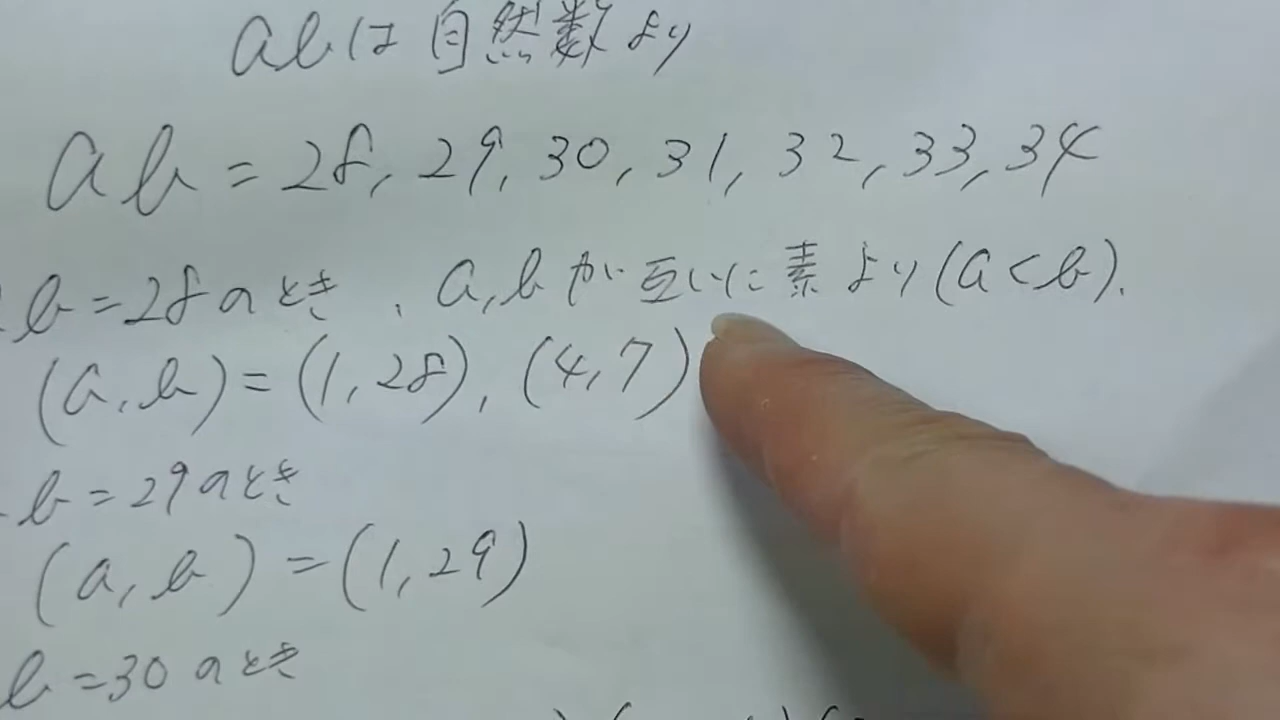 abは自然数より
ab=28,29,30,31,32,33,34
b=28のとき、a,bが互いに素より(a<b).
(a,b)=(1,28),(4,7)
b=29のとき
(a,b)=(1,29)
b=30のとき